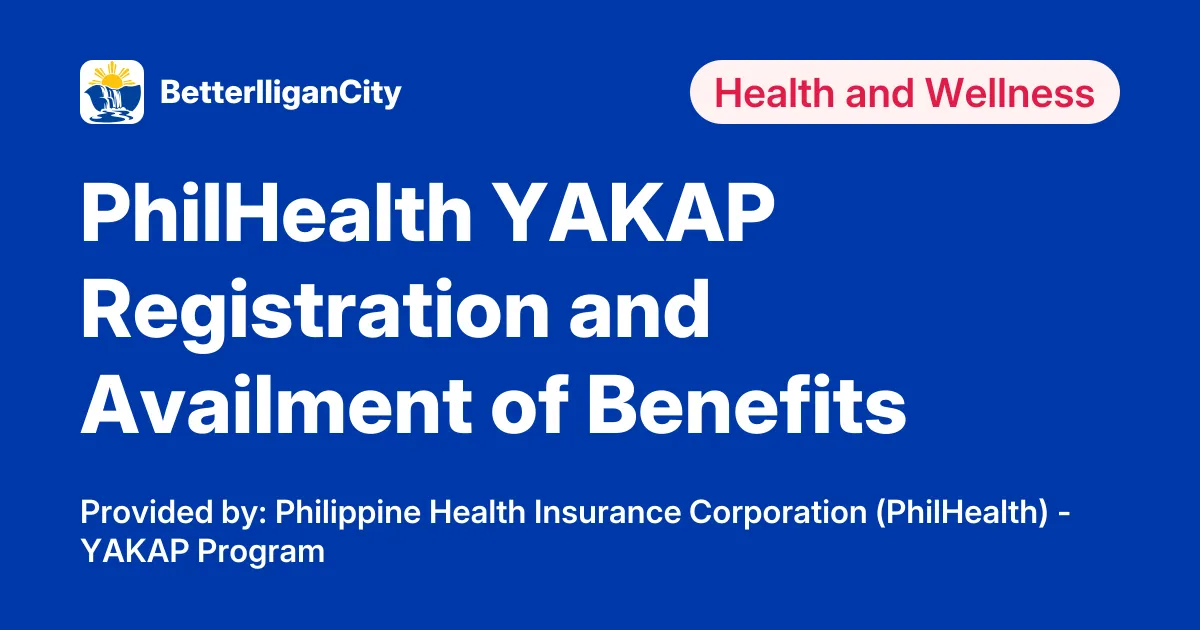 BetterIliganCity
Health and Wellness
PhilHealth YAKAP
Registration and
Availment of Benefits
Provided by: Philippine Health Insurance Corporation (PhilHealth) -
YAKAP Program